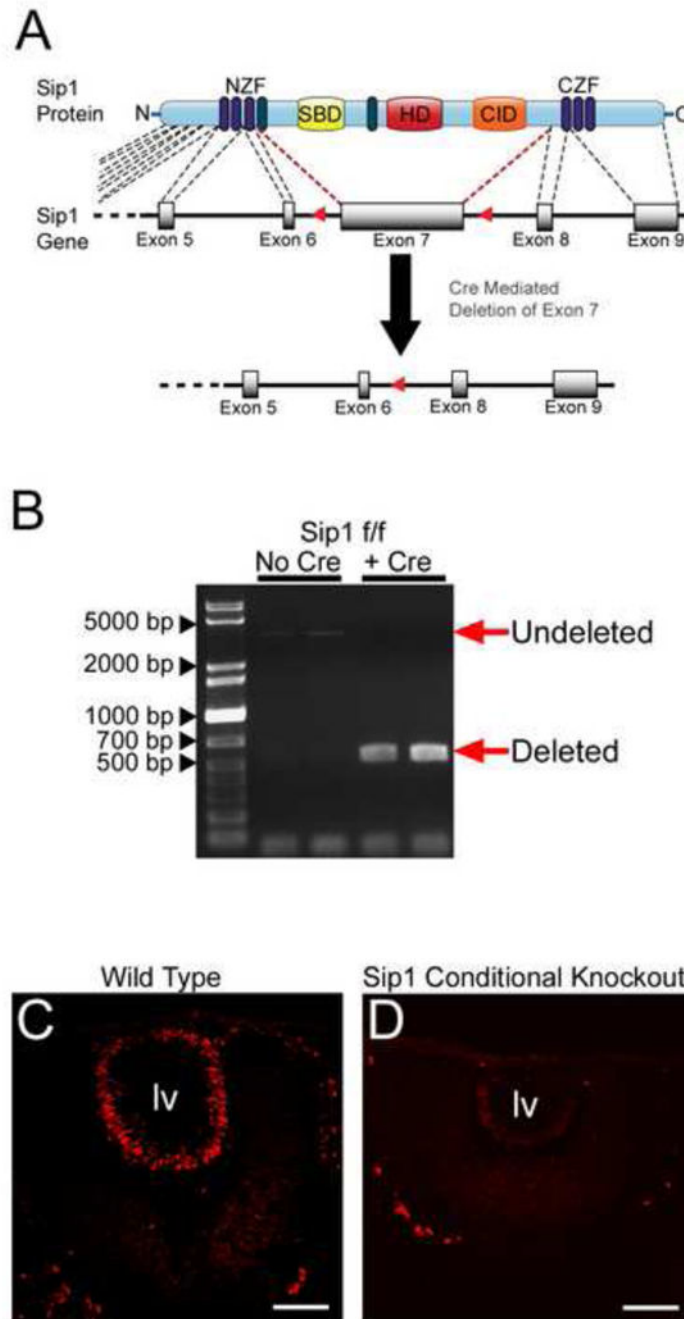 A
Sip1
Protein
N
NZF
SBD
HD
CID
CZF
C
Sip1
Gene
Exon 5
Exon 6
Exon 7
Exon 8
Exon 9
Cre Mediated
Deletion of Exon 7
Exon 5
Exon 6
Exon 8
Exon 9
B
Sip1 f/f
No Cre + Cre
5000 bp
2000 bp
1000 bp
700 bp
500 bp
Undeleted
Deleted
Wild Type
Sip1 Conditional Knockout
C
lv
D
lv